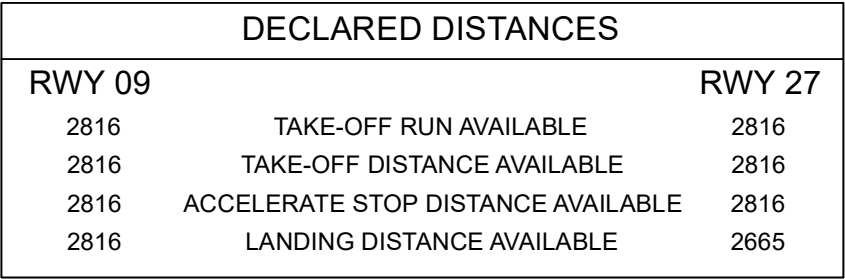 DECLARED DISTANCES
RWY 09 RWY 27
2816 TAKE-OFF RUN AVAILABLE 2816
2816 TAKE-OFF DISTANCE AVAILABLE 2816
2816 ACCELERATE STOP DISTANCE AVAILABLE 2816
2816 LANDING DISTANCE AVAILABLE 2665